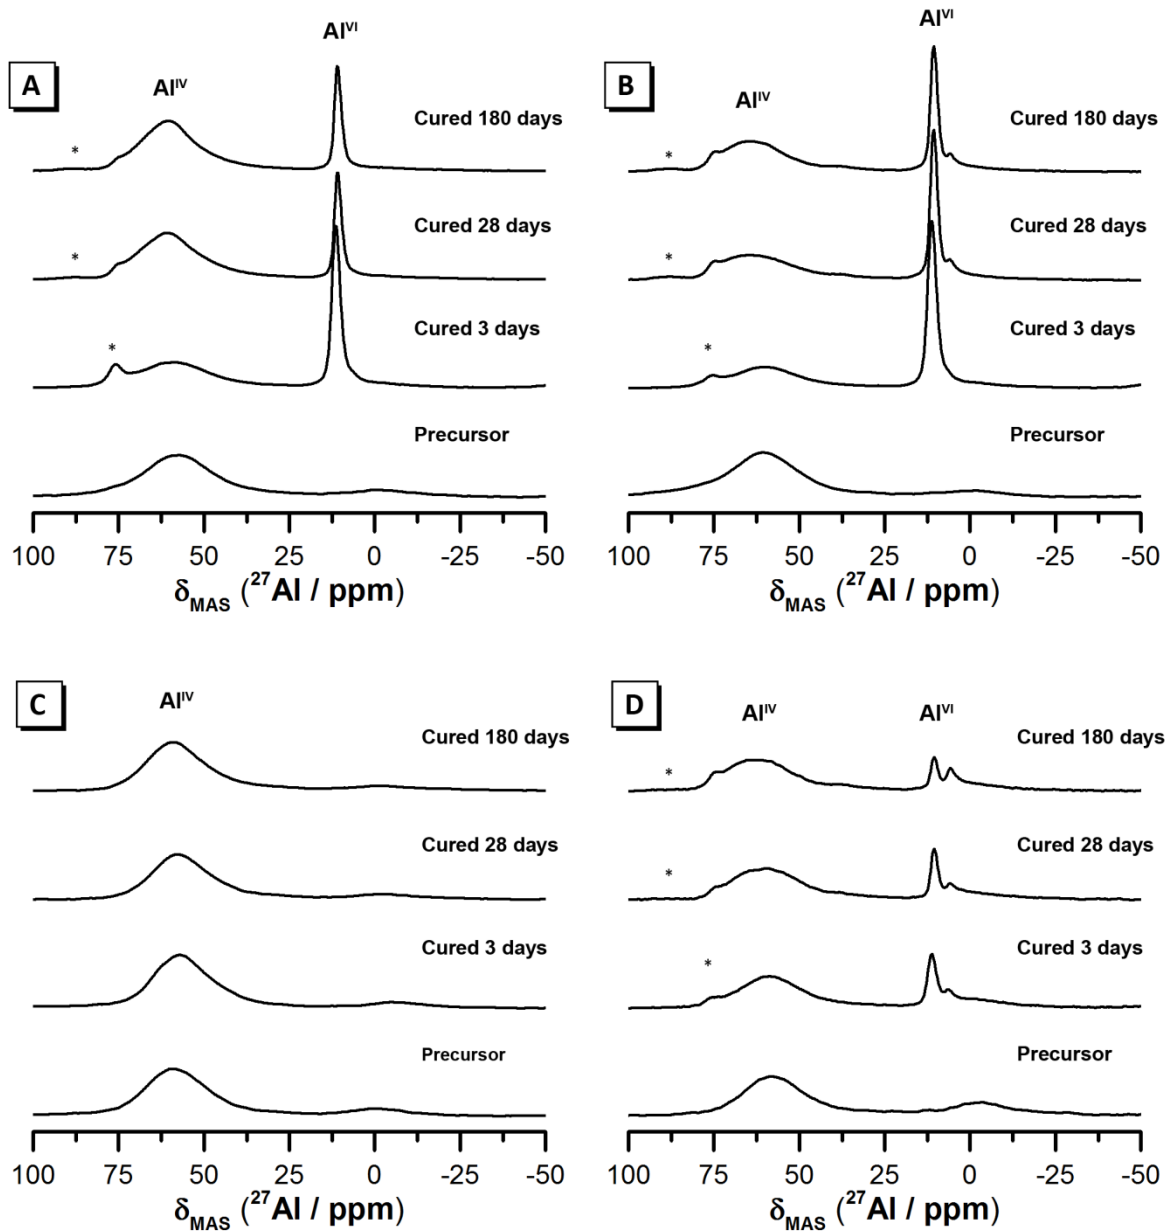 A
Al^IV
Al^VI
Cured 180 days
*
Cured 28 days
*
Cured 3 days
*
Precursor
100 75 50 25 0 -25 -50
δ_MAS (^27Al / ppm)
B
Al^IV
Al^VI
Cured 180 days
*
Cured 28 days
*
Cured 3 days
*
Precursor
100 75 50 25 0 -25 -50
δ_MAS (^27Al / ppm)
C
Al^IV
Cured 180 days
Cured 28 days
Cured 3 days
Precursor
100 75 50 25 0 -25 -50
δ_MAS (^27Al / ppm)
D
Al^IV
Al^VI
Cured 180 days
*
Cured 28 days
*
Cured 3 days
*
Precursor
100 75 50 25 0 -25 -50
δ_MAS (^27Al / ppm)